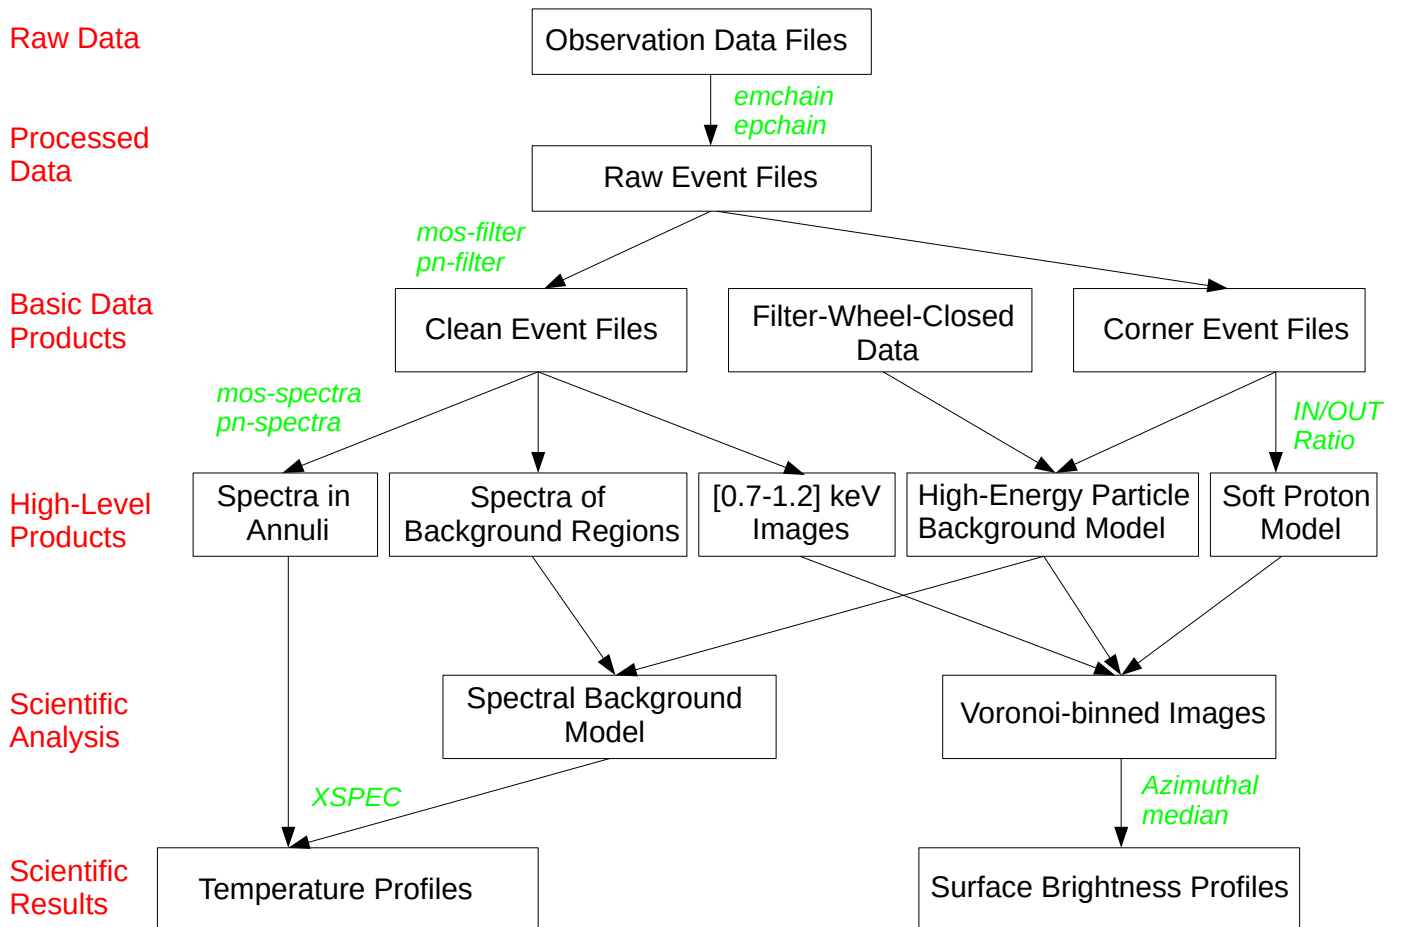 Raw Data
Observation Data Files
emchain
epchain
Processed
Data
Raw Event Files
mos-filter
pn-filter
Basic Data
Products
Clean Event Files
Filter-Wheel-Closed
Data
Corner Event Files
mos-spectra
pn-spectra
IN/OUT
Ratio
High-Level
Products
Spectra in
Annuli
Spectra of
Background Regions
[0.7-1.2] keV
Images
High-Energy Particle
Background Model
Soft Proton
Model
Scientific
Analysis
Spectral Background
Model
Voronoi-binned Images
XSPEC
Azimuthal
median
Scientific
Results
Temperature Profiles
Surface Brightness Profiles